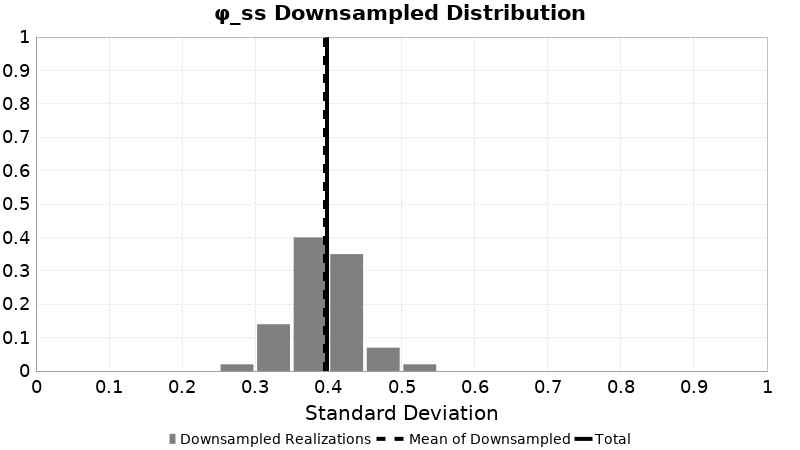 φ_ss Downsampled Distribution
1
0.9
0.8
0.7
0.6
0.5
0.4
0.3
0.2
0.1
0
0 0.1 0.2 0.3 0.4 0.5 0.6 0.7 0.8 0.9 1
Standard Deviation
Downsampled Realizations Mean of Downsampled Total